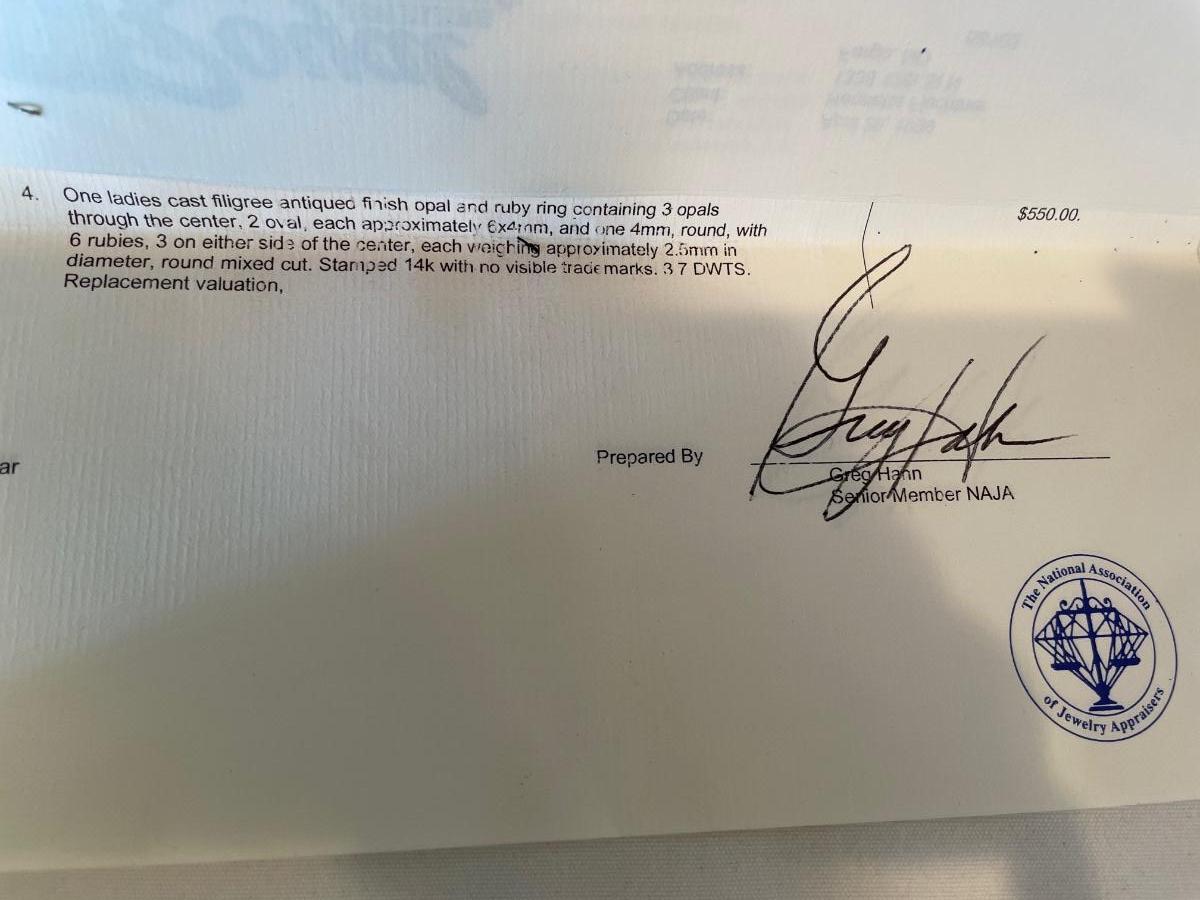 4. One ladies cast filigree antiqued finish opal and ruby ring containing 3 opals
through the center, 2 oval, each approximately 6x4mm, and one 4mm, round, with
6 rubies, 3 on either side of the center, each weighing approximately 2.5mm in
diameter, round mixed cut. Stamped 14k with no visible trade marks. 3 7 DWTS.
Replacement valuation,
$550.00.
ar
Prepared By
Greg Hahn
Greg Hann
Senior Member NAJA
The National Association
of Jewelry Appraisers